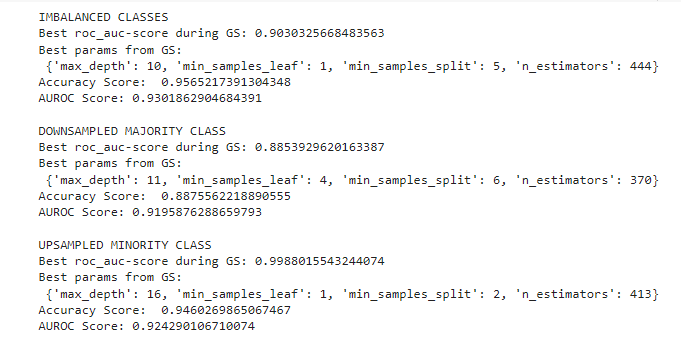 IMBALANCED CLASSES
Best roc_auc-score during GS: 0.9030325668483563
Best params from GS:
{'max_depth': 10, 'min_samples_leaf': 1, 'min_samples_split': 5, 'n_estimators': 444}
Accuracy Score:  0.9565217391304348
AUROC Score: 0.9301862904684391

DOWNSAMPLED MAJORITY CLASS
Best roc_auc-score during GS: 0.8853929620163387
Best params from GS:
{'max_depth': 11, 'min_samples_leaf': 4, 'min_samples_split': 6, 'n_estimators': 370}
Accuracy Score:  0.8875562218890555
AUROC Score: 0.9195876288659793

UPSAMPLED MINORITY CLASS
Best roc_auc-score during GS: 0.9988015543244074
Best params from GS:
{'max_depth': 16, 'min_samples_leaf': 1, 'min_samples_split': 2, 'n_estimators': 413}
Accuracy Score:  0.9460269865067467
AUROC Score: 0.924290106710074